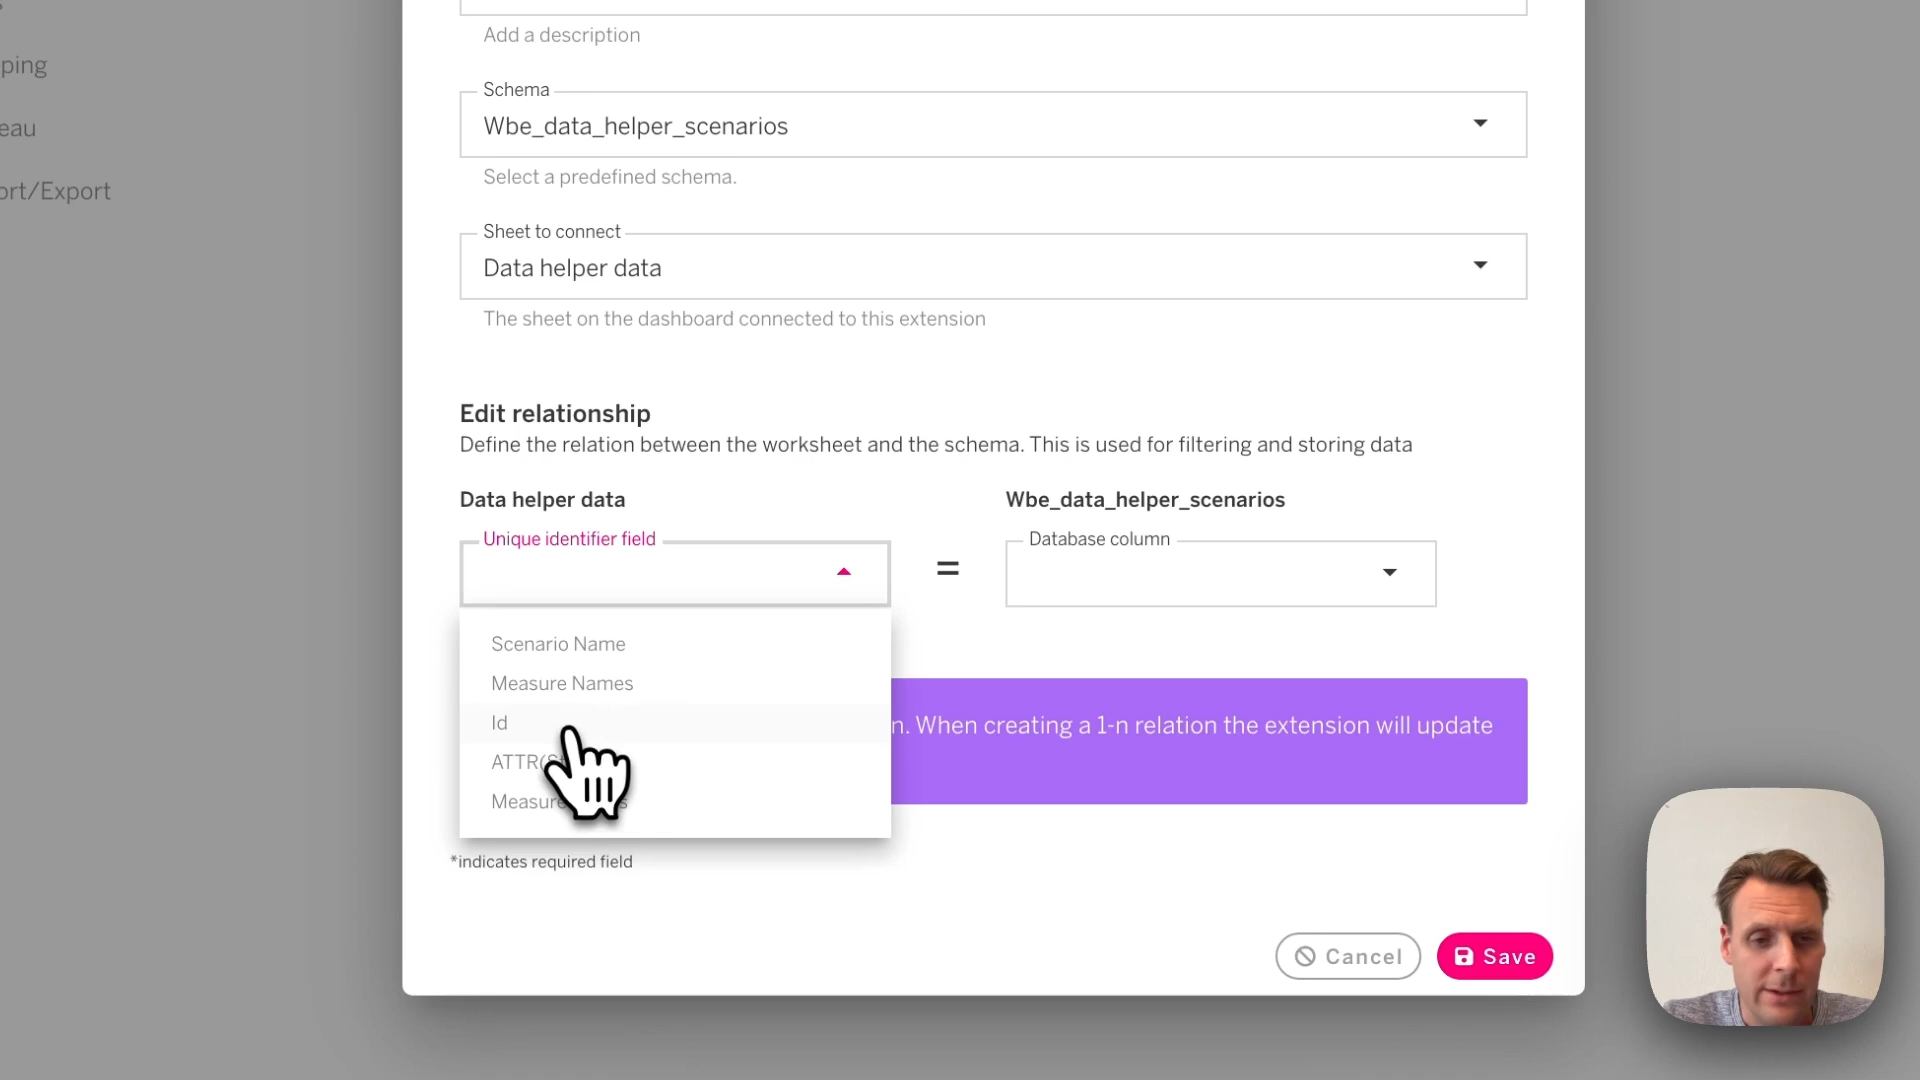 ping
eau
ort/Export
Add a description
Schema
Wbe_data_helper_scenarios
Select a predefined schema.
Sheet to connect
Data helper data
The sheet on the dashboard connected to this extension
Edit relationship
Define the relation between the worksheet and the schema. This is used for filtering and storing data
Data helper data
Wbe_data_helper_scenarios
Unique identifier field
=
Database column
Scenario Name
Measure Names
Id
n. When creating a 1-n relation the extension will update
ATTR(
Measure
*indicates required field
Cancel
Save